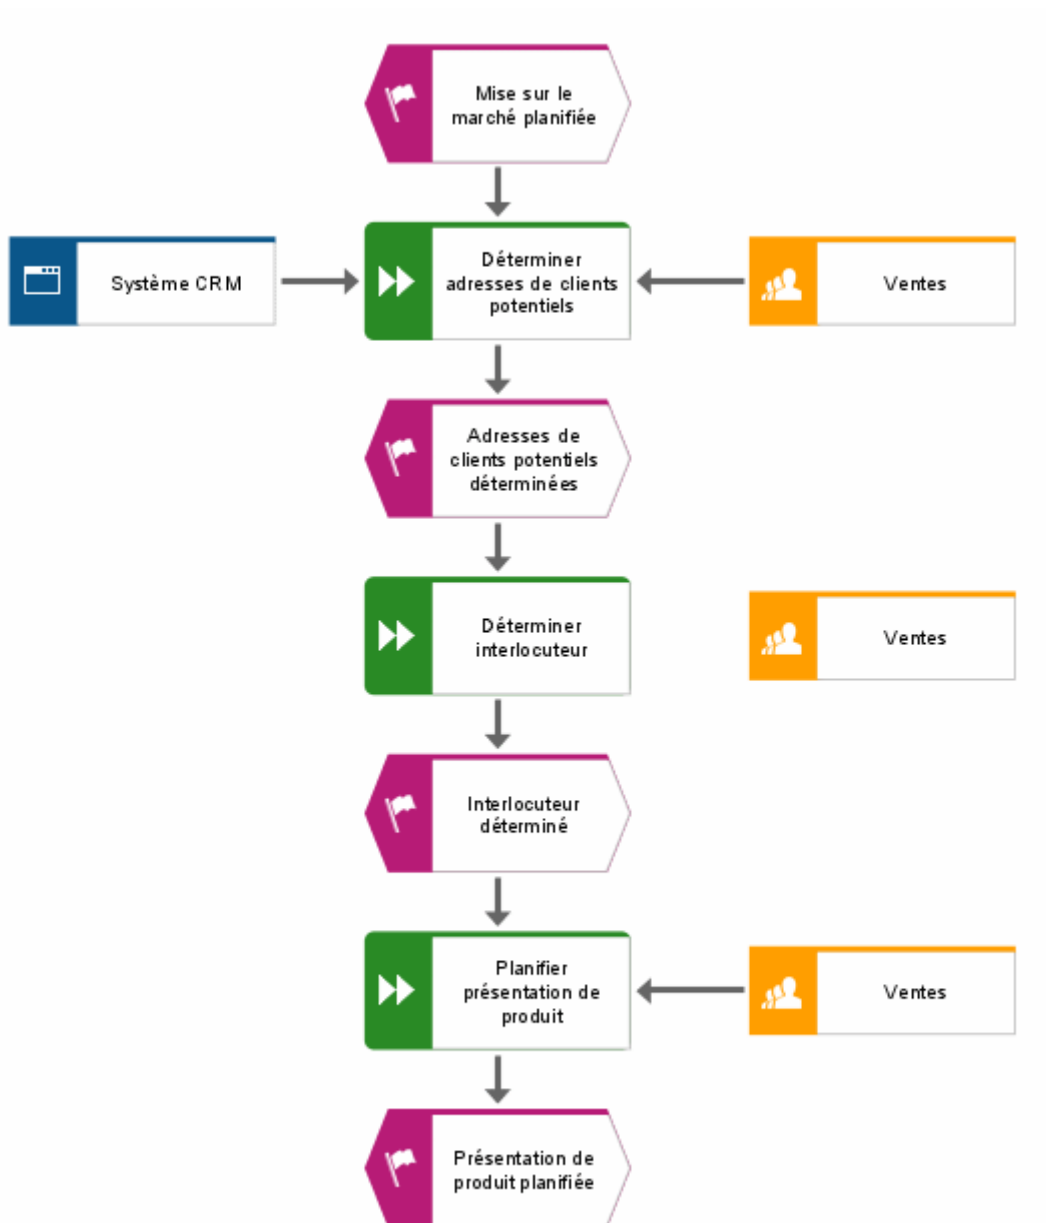 Mise sur le
marché planifiée
Système CRM
Déterminer
adresses de clients
potentiels
Ventes
Adresses de
clients potentiels
déterminées
Déterminer
interlocuteur
Ventes
Interlocuteur
déterminé
Planifier
présentation de
produit
Ventes
Présentation de
produit planifiée